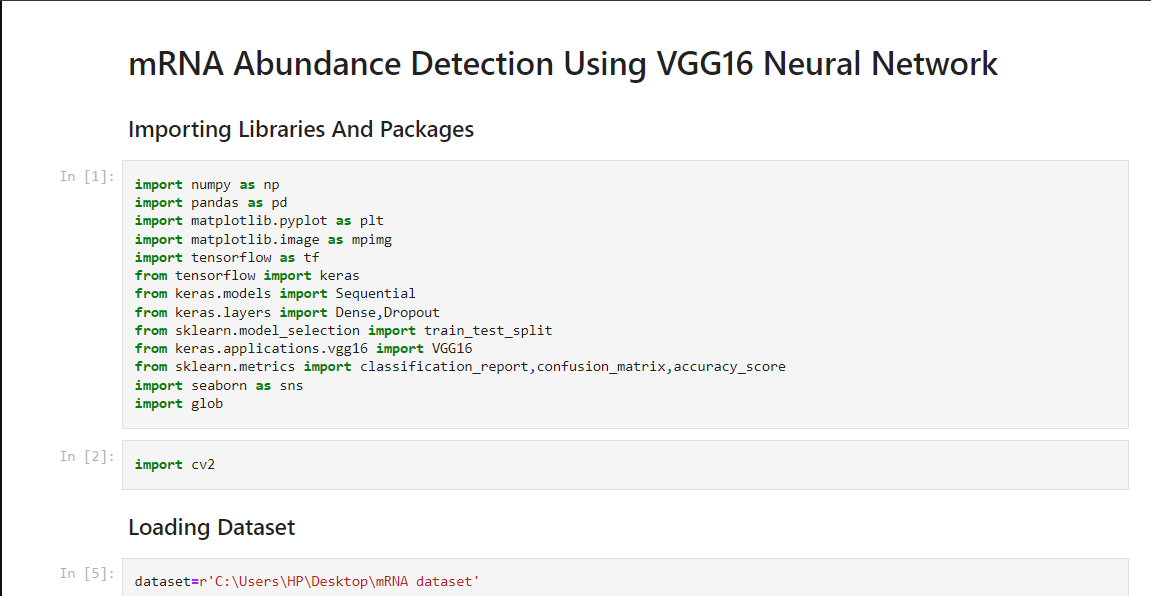 mRNA Abundance Detection Using VGG16 Neural Network
Importing Libraries And Packages
In [1]:
import numpy as np
import pandas as pd
import matplotlib.pyplot as plt
import matplotlib.image as mpimg
import tensorflow as tf
from tensorflow import keras
from keras.models import Sequential
from keras.layers import Dense,Dropout
from sklearn.model_selection import train_test_split
from keras.applications.vgg16 import VGG16
from sklearn.metrics import classification_report,confusion_matrix,accuracy_score
import seaborn as sns
import glob
In [2]:
import cv2
Loading Dataset
In [5]:
dataset=r'C:\Users\HP\Desktop\mRNA dataset'